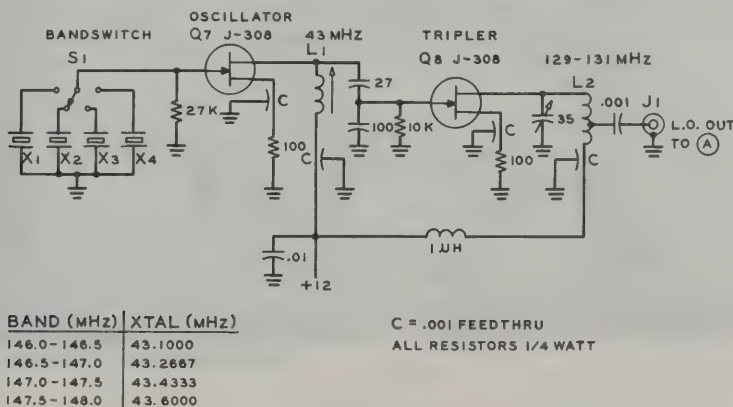 OSCILLATOR
Q7 J-308
43 MHz
L1
TRIPLER
Q8 J-308
129-131 MHz
L2
BANDSWITCH
S1
27K
C
100
27
100
10K
C
C
100
35
.001
J1
C
L.O. OUT
TO A
X1
X2
X3
X4
.01
+12
1 UH
BAND (MHz) XTAL (MHz)
146.0-146.5 43.1000
146.5-147.0 43.2667
147.0-147.5 43.4333
147.5-148.0 43.6000
C = .001 FEEDTHRU
ALL RESISTORS 1/4 WATT